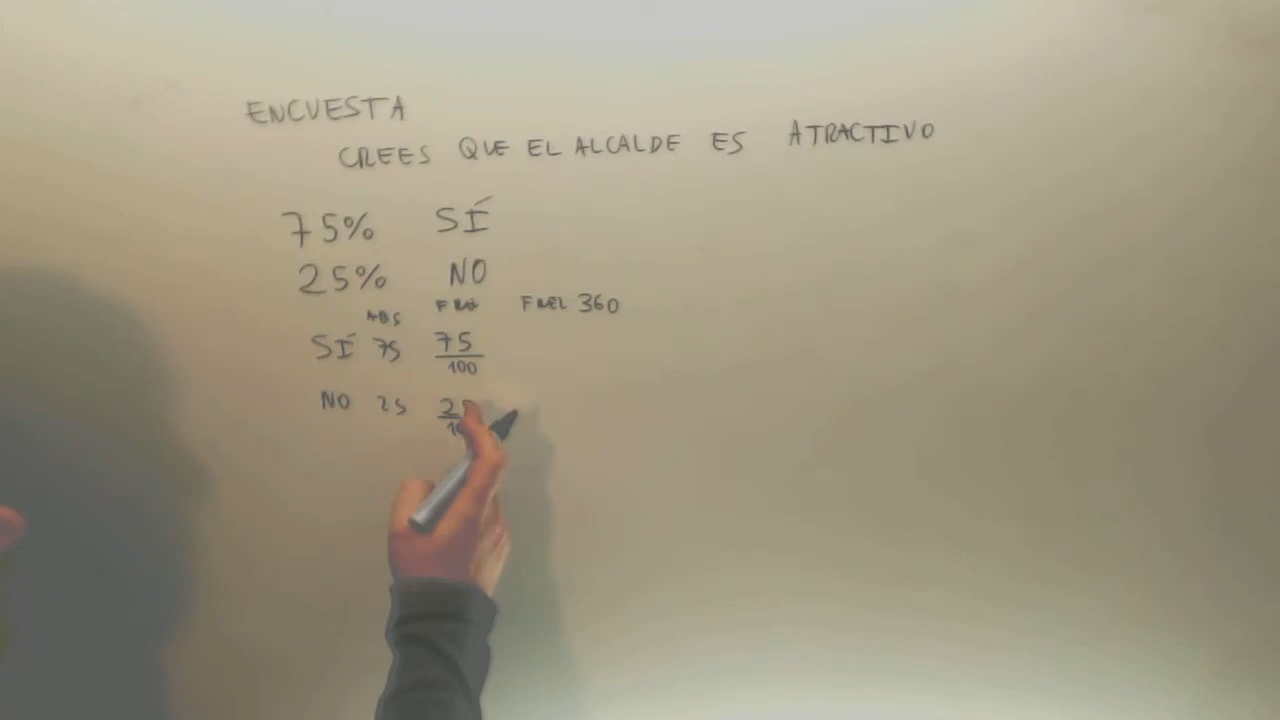 ENCUESTA
CREES QUE EL ALCALDE ES ATRACTIVO
75% SÍ
25% NO
ABS FREL 360
SÍ 75 75/100
NO 25